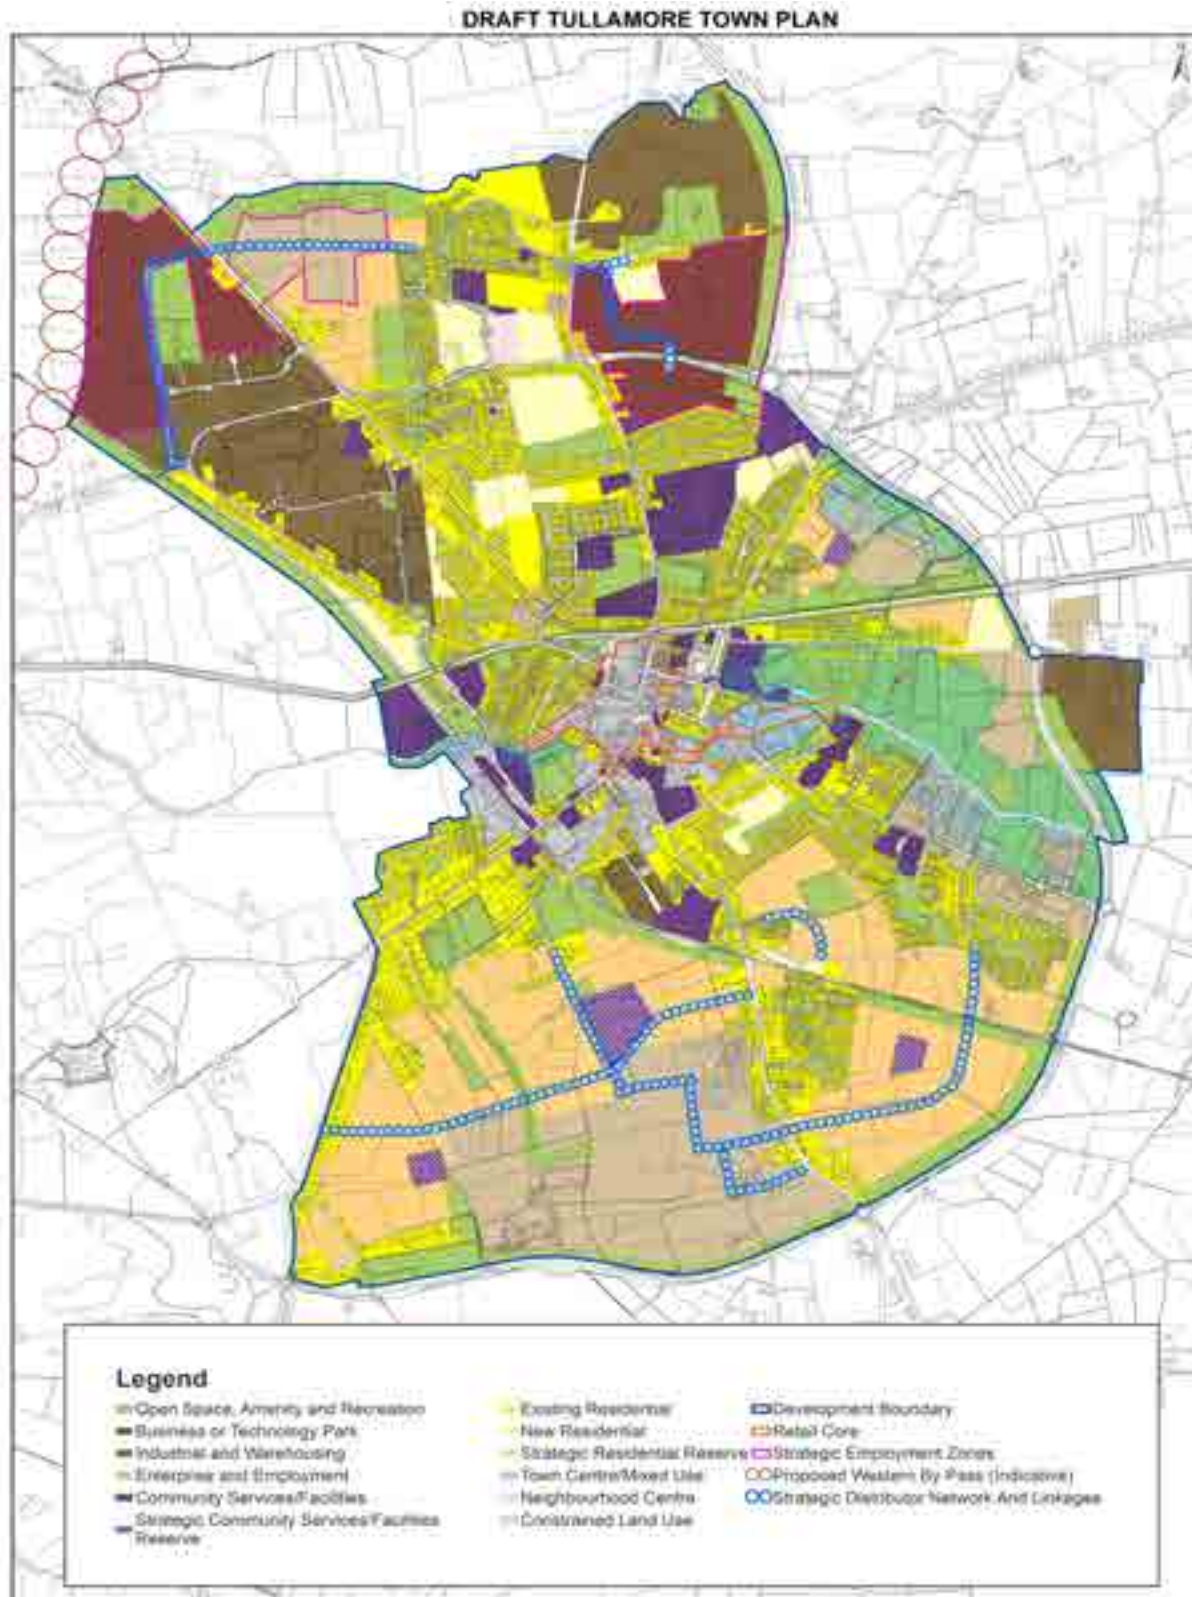 DRAFT TULLAMORE TOWN PLAN
Legend
Open Space, Amenity and Recreation
Business or Technology Park
Industrial and Warehousing
Enterprise and Employment
Community Services/Facilities
Strategic Community Services/Facilities
Reserve
Existing Residential
New Residential
Strategic Residential Reserve
Town Centre/Mixed Use
Neighbourhood Centre
Constrained Land Use
Development Boundary
Retail Core
Strategic Employment Zones
Proposed Western By-Pass (Indicative)
Strategic Distributor Network And Linkages